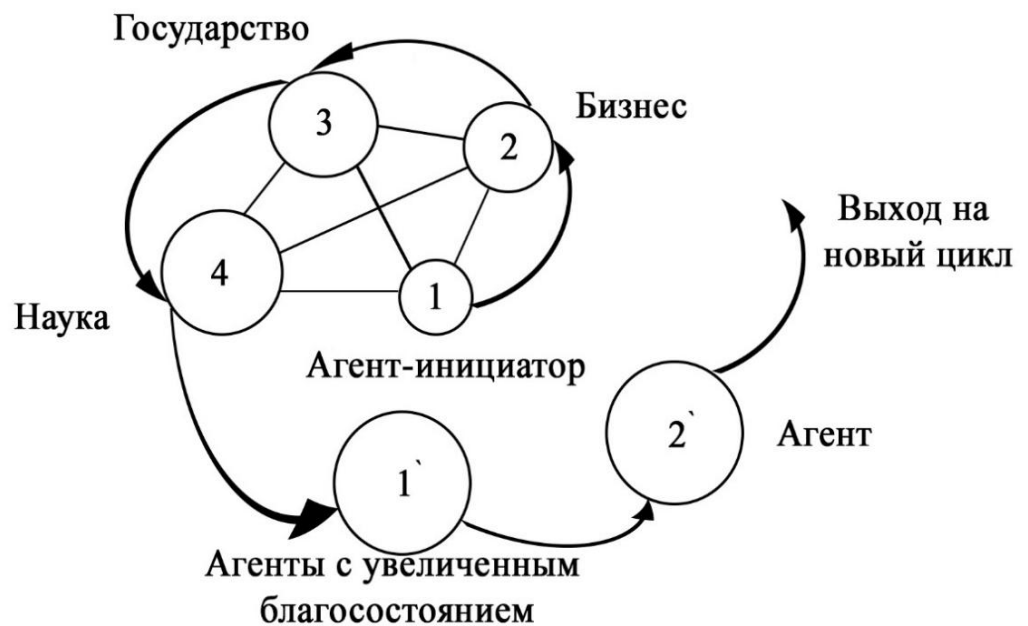 Государство
3
2
Бизнес
4
1
Выход на
новый цикл
Наука
Агент-инициатор
1`
2`
Агент
Агенты с увеличенным
благосостоянием